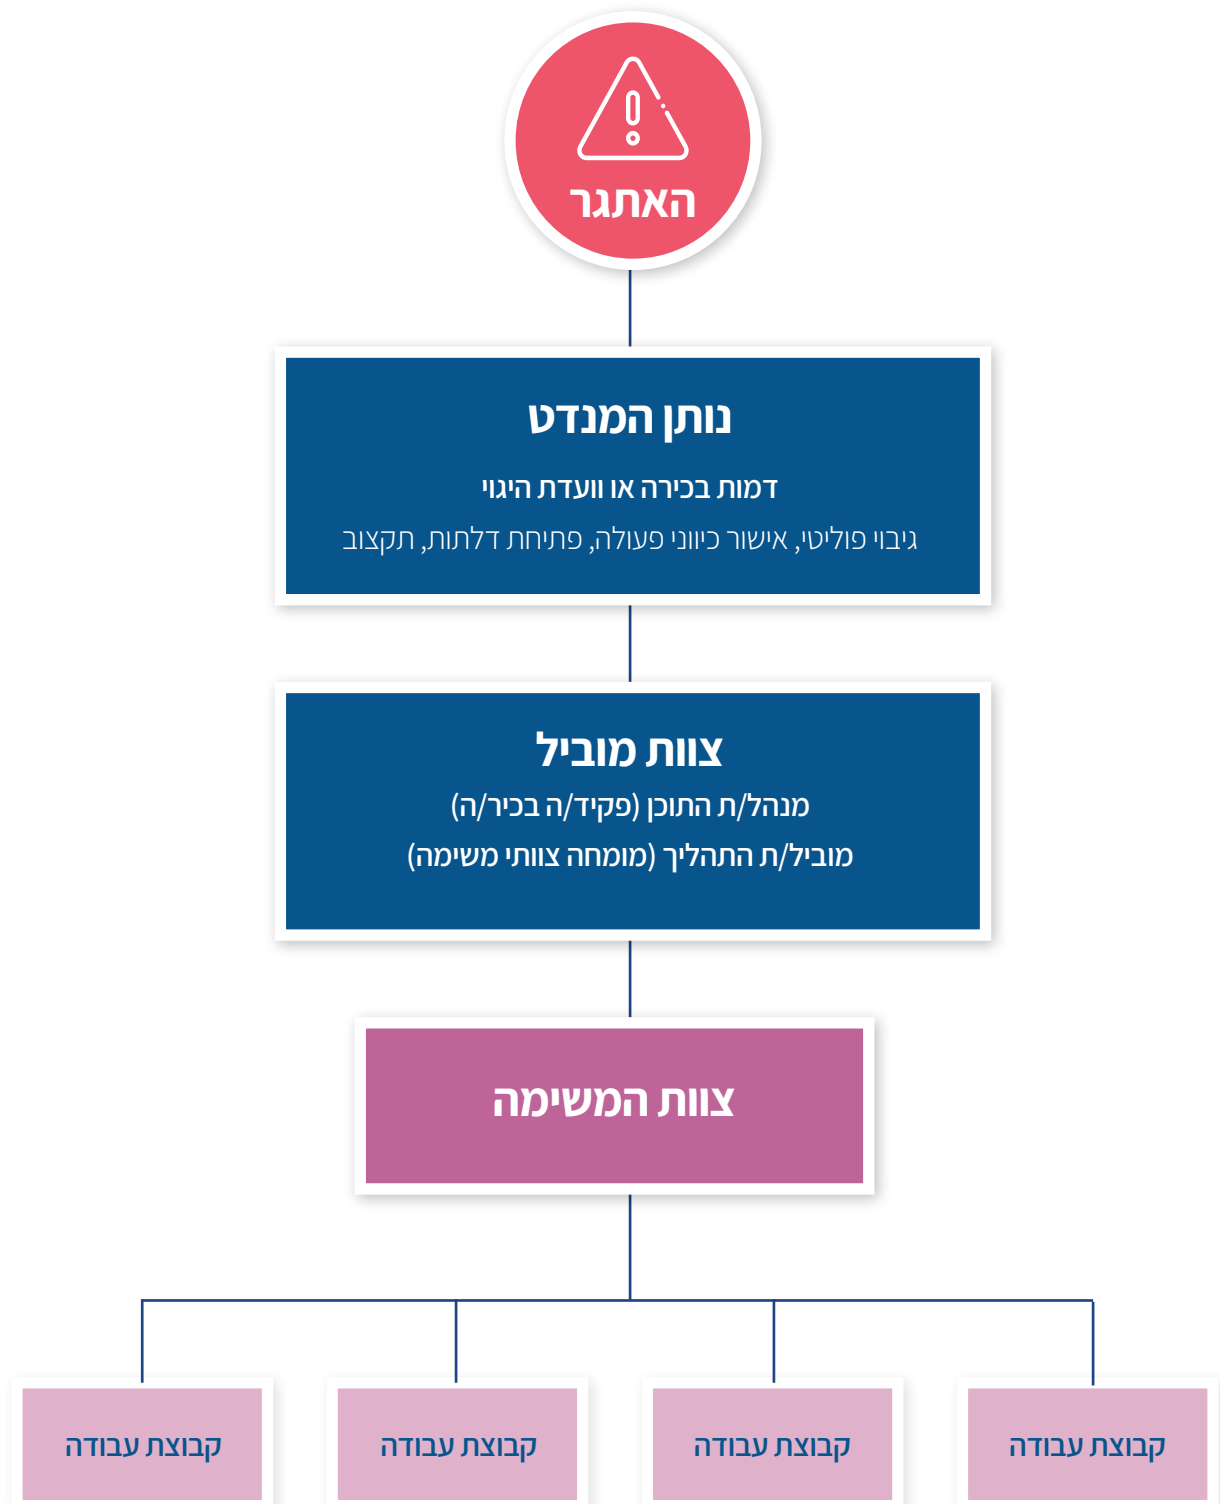 האתגר
נותן המנדט
דמות בכירה או וועדת היגוי
גיבוי פוליטי, אישור כיווני פעולה, פתיחת דלתות, תקצוב
צוות מוביל
מנהל/ת התוכן (פקיד/ה בכיר/ה)
מוביל/ת התהליך (מומחה צוותי משימה)
צוות המשימה
קבוצת עבודה
קבוצת עבודה
קבוצת עבודה
קבוצת עבודה